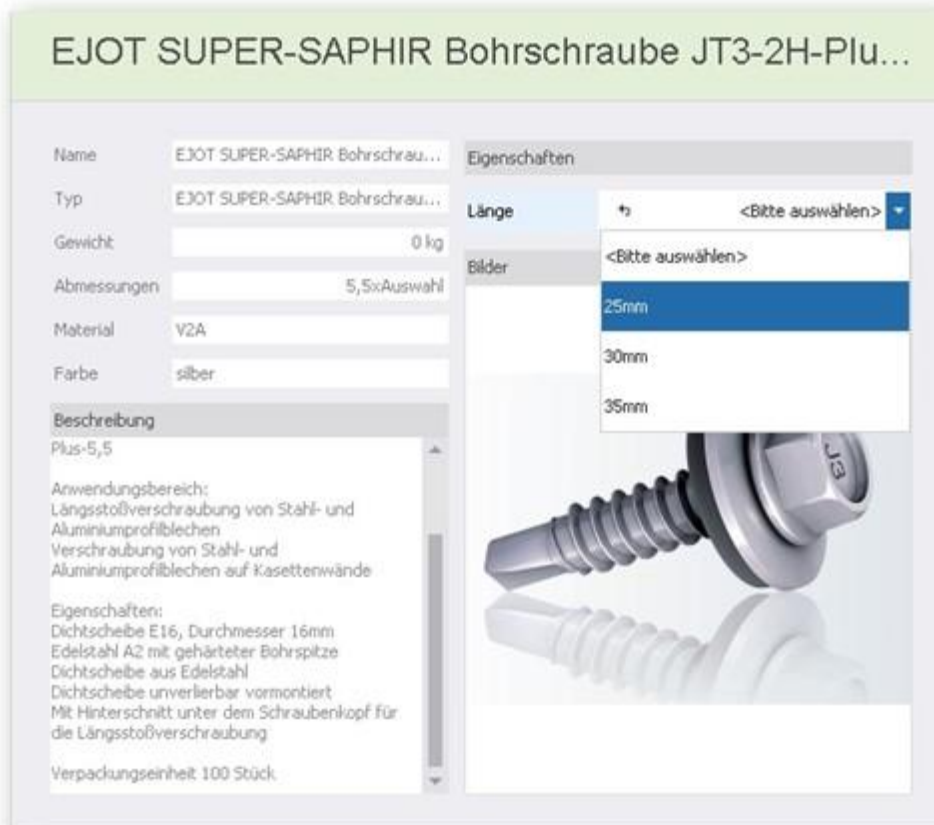 EJOT SUPER-SAPHIR Bohrschraube JT3-2H-Plu...
Name
EJOT SUPER-SAPHIR Bohrschrau...
Typ
EJOT SUPER-SAPHIR Bohrschrau...
Gewicht
0 kg
Abmessungen
5,5xAuswahl
Material
V2A
Farbe
silber
Beschreibung
Plus-5,5
Anwendungsbereich:
Längsstoßverschraubung von Stahl- und
Aluminiumprofilblechen
Verschraubung von Stahl- und
Aluminiumprofilblechen auf Kasettenwände
Eigenschaften:
Dichtscheibe E16, Durchmesser 16mm
Edelstahl A2 mit gehärteter Bohrspitze
Dichtscheibe aus Edelstahl
Dichtscheibe unverlierbar vormontiert
Mit Hinterschnitt unter dem Schraubenkopf für
die Längsstoßverschraubung
Verpackungseinheit 100 Stück
Eigenschaften
Länge
<Bitte auswählen>
<Bitte auswählen>
25mm
30mm
35mm
Bilder
J3